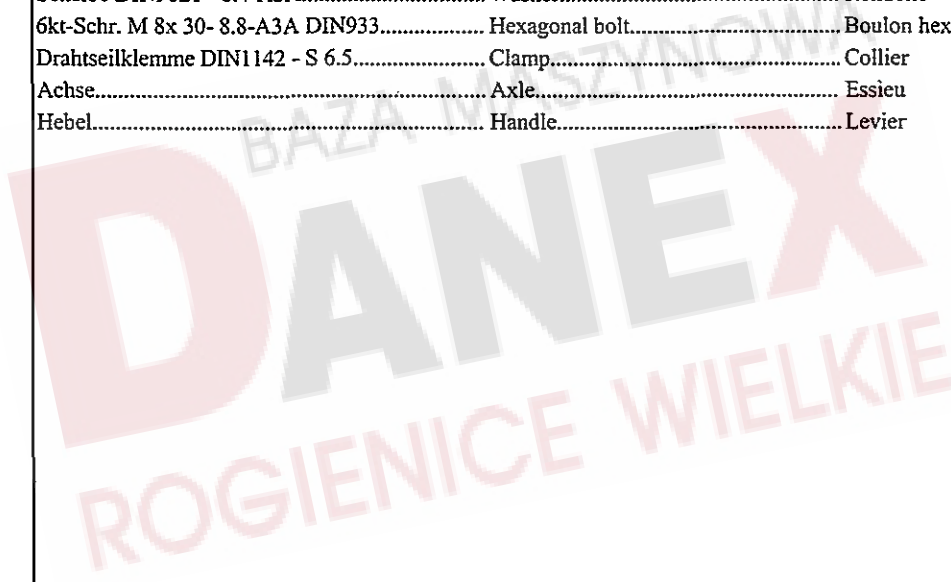 6kt-Schr. M 8x 30- 8.8-A3A DIN933.................. Hexagonal bolt..................................... Boulon hex
Drahtseilklemme DIN1142 - S 6.5....................... Clamp.................................................. Collier
Achse.................................................................... Axle..................................................... Essieu
Hebel.................................................................... Handle................................................. Levier
BAZA MASZYNOWA
DANEX
ROGIENICE WIELKIE